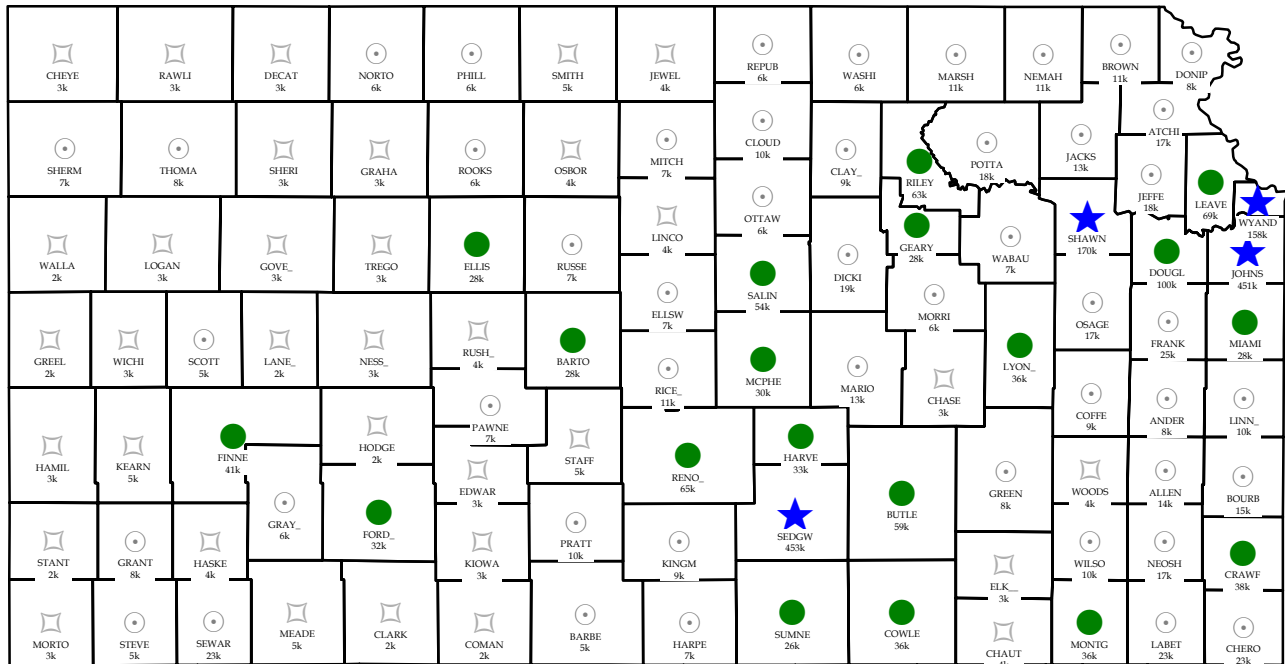 CHEYE
3k
RAWLI
3k
DECAT
3k
NORTO
6k
PHILL
6k
SMITH
5k
JEWEL
4k
REPUB
6k
WASHI
6k
MARSH
11k
NEMAH
11k
BROWN
11k
DONIP
8k
SHERM
7k
THOMA
8k
SHERI
3k
GRAHA
3k
ROOKS
6k
OSBOR
4k
MITCH
7k
CLOUD
10k
CLAY_
9k
RILEY
63k
POTTA
18k
JACKS
13k
ATCHI
17k
JEFFE
18k
LEAVE
69k
WYAND
158k
WALLA
2k
LOGAN
3k
GOVE_
3k
TREGO
3k
ELLIS
28k
RUSSE
7k
LINCO
4k
OTTAW
6k
DICKI
19k
GEARY
28k
WABAU
7k
SHAWN
170k
DOUGL
100k
JOHNS
451k
GREEL
2k
WICHI
3k
SCOTT
5k
LANE_
2k
NESS_
3k
RUSH_
4k
BARTO
28k
ELLSW
7k
SALIN
54k
MORRI
6k
OSAGE
17k
FRANK
25k
MIAMI
28k
RICE_
11k
MCPHE
30k
MARIO
13k
CHASE
3k
LYON_
36k
COFFE
9k
ANDER
8k
LINN_
10k
HAMIL
3k
KEARN
5k
FINNE
41k
HODGE
2k
PAWNE
7k
STAFF
5k
RENO_
65k
HARVE
33k
BUTLE
59k
GREEN
8k
WOODS
4k
ALLEN
14k
BOURB
15k
GRAY_
6k
FORD_
32k
EDWAR
3k
PRATT
10k
KINGM
9k
SEDGW
453k
STANT
2k
GRANT
8k
HASKE
4k
KIOWA
3k
ELK__
3k
WILSO
10k
NEOSH
17k
CRAWF
38k
MORTO
3k
STEVE
5k
SEWAR
23k
MEADE
5k
CLARK
2k
COMAN
2k
BARBE
5k
HARPE
7k
SUMNE
26k
COWLE
36k
CHAUT
4k
MONTG
36k
LABET
23k
CHERO
23k